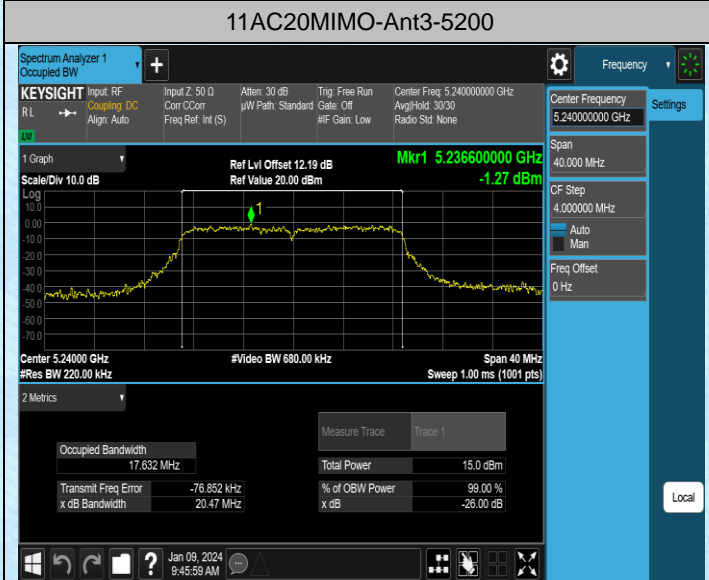 11AC20MIMO-Ant3-5200
Spectrum Analyzer 1
Occupied BW
Frequency
KEYSIGHT
RL
LXI
Input: RF
Coupling: DC
Align: Auto
Input Z: 50 Ω
Corr CCorr
Freq Ref: Int (S)
Atten: 30 dB
µW Path: Standard
Trig: Free Run
Gate: Off
#IF Gain: Low
Center Freq: 5.240000000 GHz
Avg|Hold: 30/30
Radio Std: None
Center Frequency
5.240000000 GHz
Settings
Span
40.000 MHz
CF Step
4.000000 MHz
Auto
Man
Freq Offset
0 Hz
1 Graph
Scale/Div 10.0 dB
Ref Lvl Offset 12.19 dB
Ref Value 20.00 dBm
Mkr1 5.236600000 GHz
-1.27 dBm
Log
10.0
0.00
-10.0
-20.0
-30.0
-40.0
-50.0
-60.0
-70.0
1
Center 5.24000 GHz
#Res BW 220.00 kHz
#Video BW 680.00 kHz
Span 40 MHz
Sweep 1.00 ms (1001 pts)
2 Metrics
Measure Trace
Trace 1
Occupied Bandwidth
17.632 MHz
Total Power
15.0 dBm
Transmit Freq Error
-76.852 kHz
% of OBW Power
99.00 %
x dB Bandwidth
20.47 MHz
x dB
-26.00 dB
Local
Jan 09, 2024
9:45:59 AM